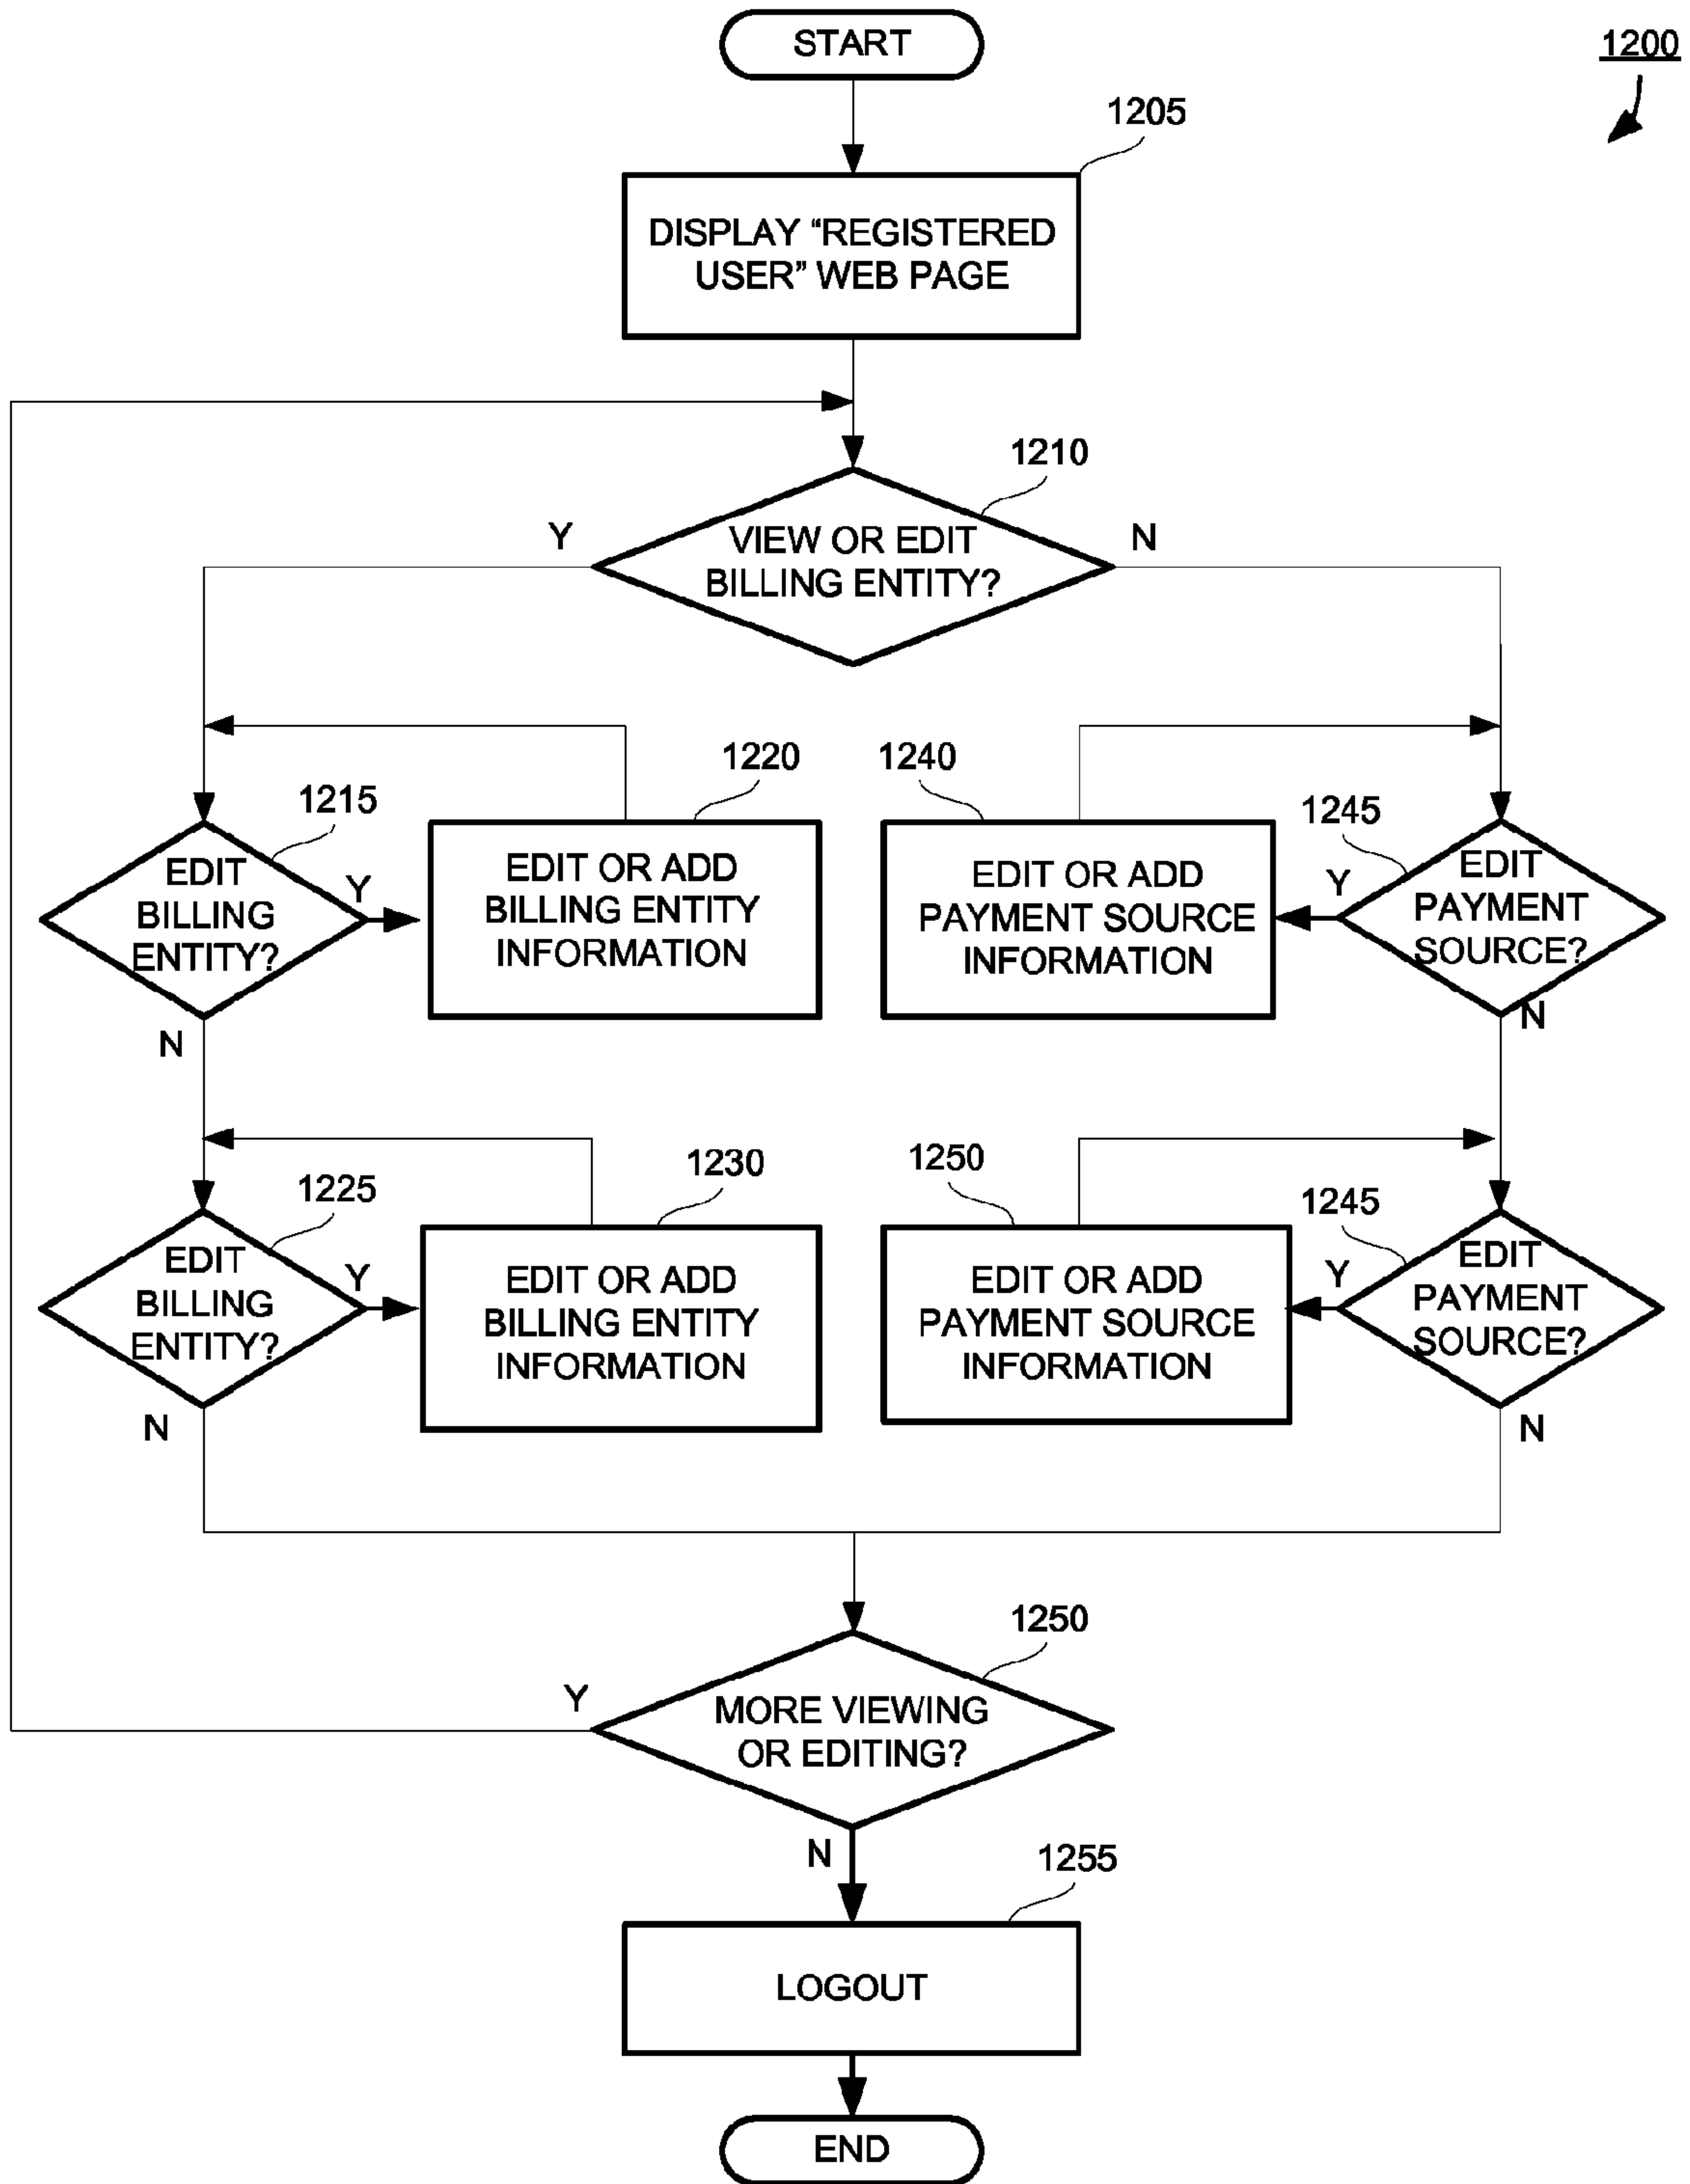 START
1200
1205
DISPLAY “REGISTERED
USER” WEB PAGE
1210
Y
VIEW OR EDIT
BILLING ENTITY?
N
1215
EDIT
BILLING
ENTITY?
Y
N
1220
EDIT OR ADD
BILLING ENTITY
INFORMATION
1240
EDIT OR ADD
PAYMENT SOURCE
INFORMATION
1245
Y
EDIT
PAYMENT
SOURCE?
N
1225
EDIT
BILLING
ENTITY?
Y
N
1230
EDIT OR ADD
BILLING ENTITY
INFORMATION
1250
EDIT OR ADD
PAYMENT SOURCE
INFORMATION
1245
Y
EDIT
PAYMENT
SOURCE?
N
1250
Y
MORE VIEWING
OR EDITING?
N
1255
LOGOUT
END